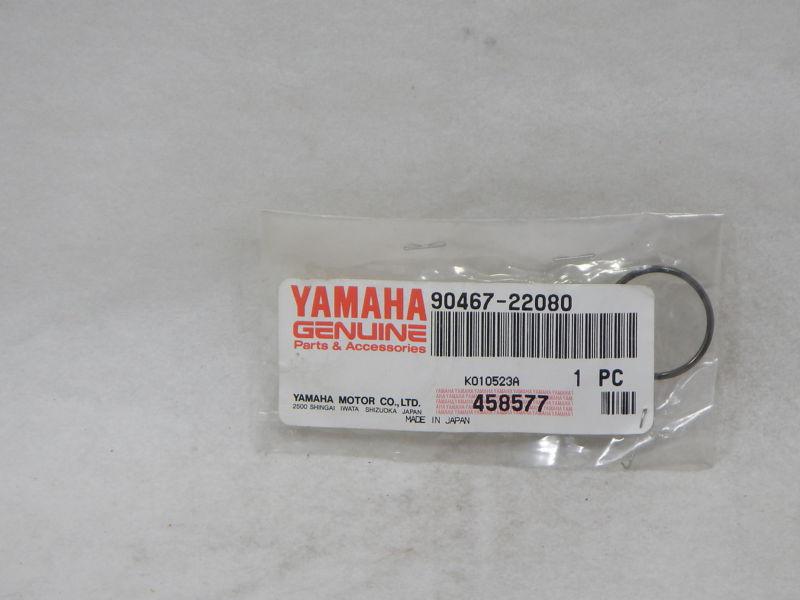 YAMAHA 90467-22080
GENUINE
Parts & Accessories
K010523A 1 PC
YAMAHA MOTOR CO.,LTD.
2500 SHINGAI IWATA SHIZUOKA JAPAN
458577
MADE IN JAPAN